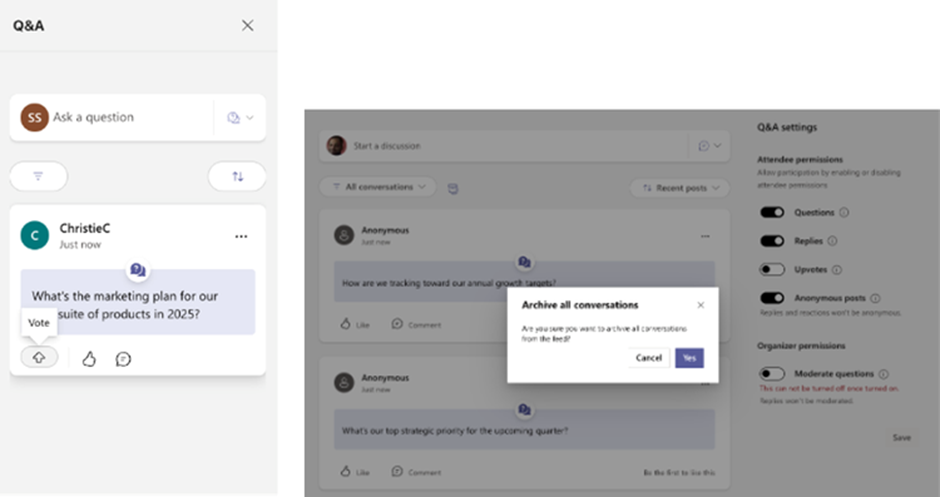 Q&A
SS
Ask a question
C
ChristieC
Just now
What's the marketing plan for our
suite of products in 2025?
Vote
Start a discussion
All conversations
Recent posts
Anonymous
Just now
How are we tracking toward our annual growth targets?
Like
Comment
Anonymous
Just now
What's our top strategic priority for the upcoming quarter?
Like
Comment
Be the first to like this
Archive all conversations
Are you sure you want to archive all conversations
from the feed?
Cancel
Yes
Q&A settings
Attendee permissions
Allow participation by enabling or disabling
attendee permissions
Questions
Replies
Upvotes
Anonymous posts
Replies and reactions won't be anonymous.
Organizer permissions
Moderate questions
This can not be turned off once turned on.
Replies won't be moderated.
Save